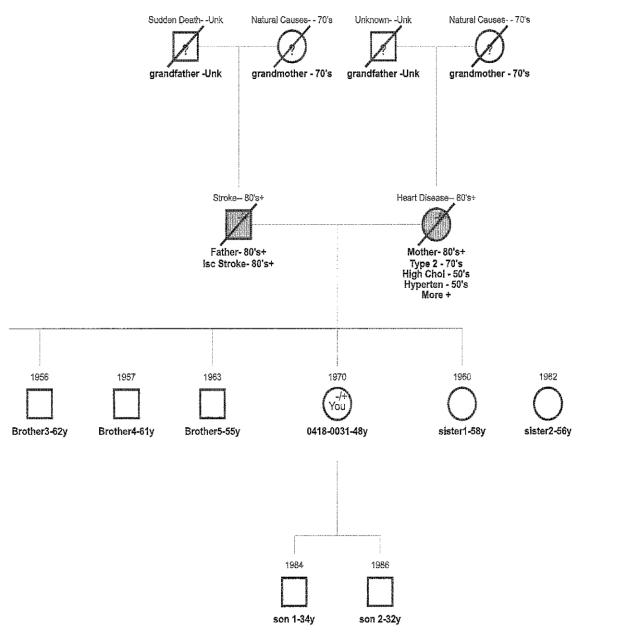 Sudden Death- -Unk
Natural Causes- - 70's
Unknown- -Unk
Natural Causes- - 70's
?
?
?
?
grandfather -Unk
grandmother - 70's
grandfather -Unk
grandmother - 70's
Stroke-- 80's+
Heart Disease-- 80's+
Father- 80's+
Isc Stroke- 80's+
Mother- 80's+
Type 2 - 70's
High Chol - 50's
Hyperten - 50's
More +
1956
1957
1963
1970
1960
1962
-/+
You
Brother3-62y
Brother4-61y
Brother5-55y
0418-0031-48y
sister1-58y
sister2-56y
1984
1986
son 1-34y
son 2-32y